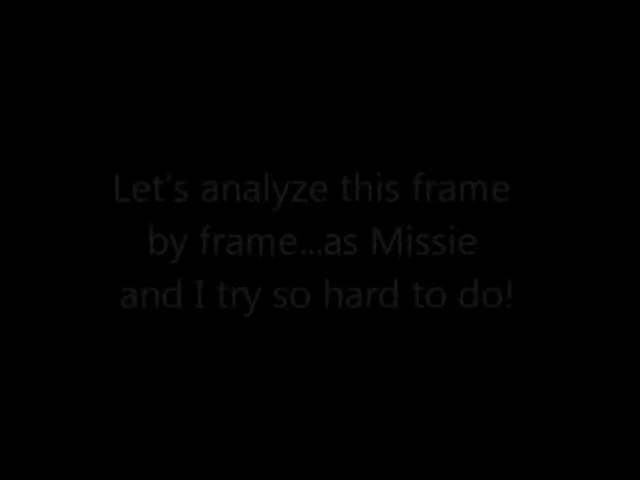 Let's analyze this frame
by frame...as Missie
and I try so hard to do!